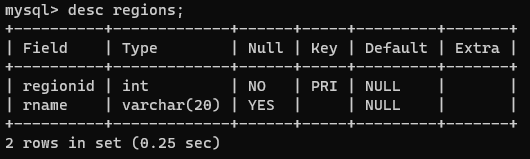 mysql> desc regions;
+----------+-------------+------+-----+---------+-------+
| Field    | Type        | Null | Key | Default | Extra |
+----------+-------------+------+-----+---------+-------+
| regionid | int         | NO   | PRI | NULL    |       |
| rname    | varchar(20) | YES  |     | NULL    |       |
+----------+-------------+------+-----+---------+-------+
2 rows in set (0.25 sec)